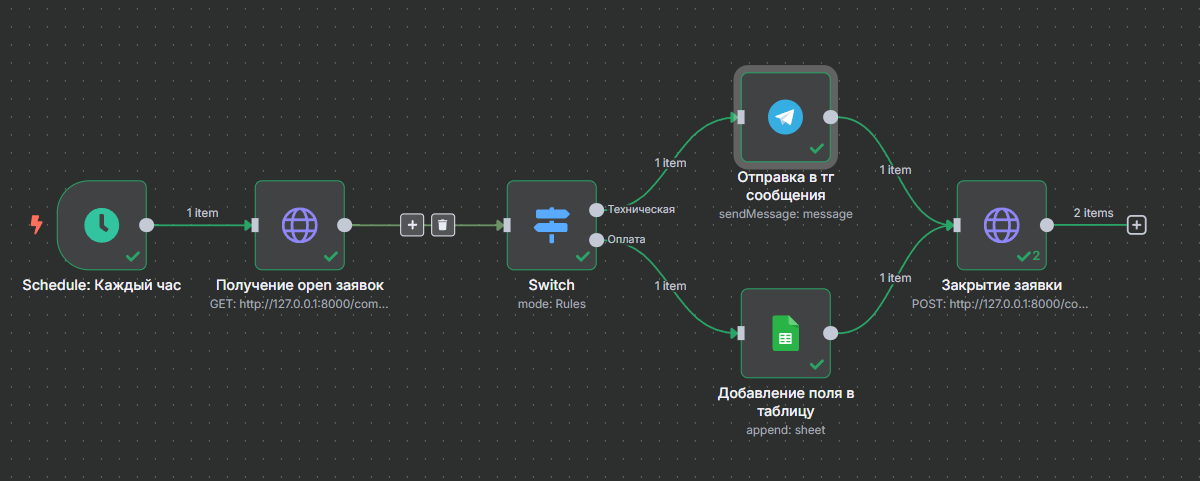 1 item
Schedule: Каждый час
Получение open заявок
GET: http://127.0.0.1:8000/com...
Switch
mode: Rules
Техническая
Оплата
1 item
1 item
Отправка в тг
сообщения
sendMessage: message
Добавление поля в
таблицу
append: sheet
1 item
1 item
2
Закрытие заявки
POST: http://127.0.0.1:8000/co...
2 items